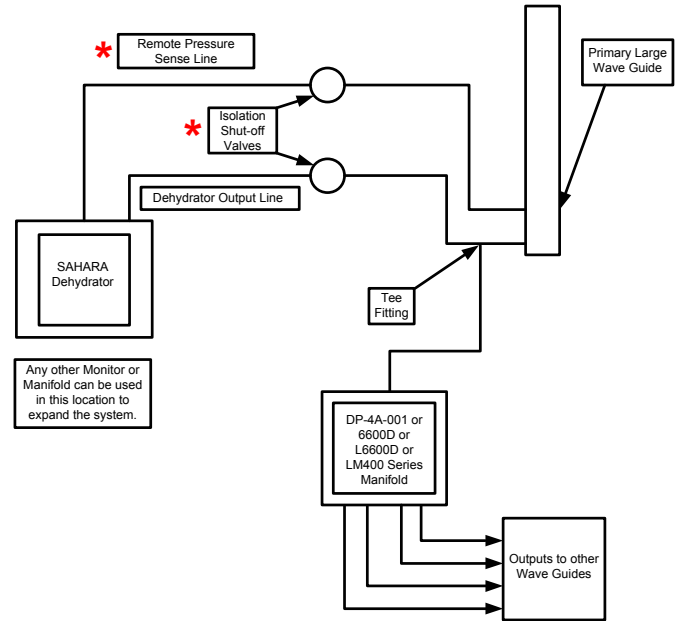 *
Remote Pressure
Sense Line
Primary Large
Wave Guide
*
Isolation
Shut-off
Valves
Dehydrator Output Line
SAHARA
Dehydrator
Tee
Fitting
Any other Monitor or
Manifold can be used
in this location to
expand the system.
DP-4A-001 or
6600D or
L6600D or
LM400 Series
Manifold
Outputs to other
Wave Guides